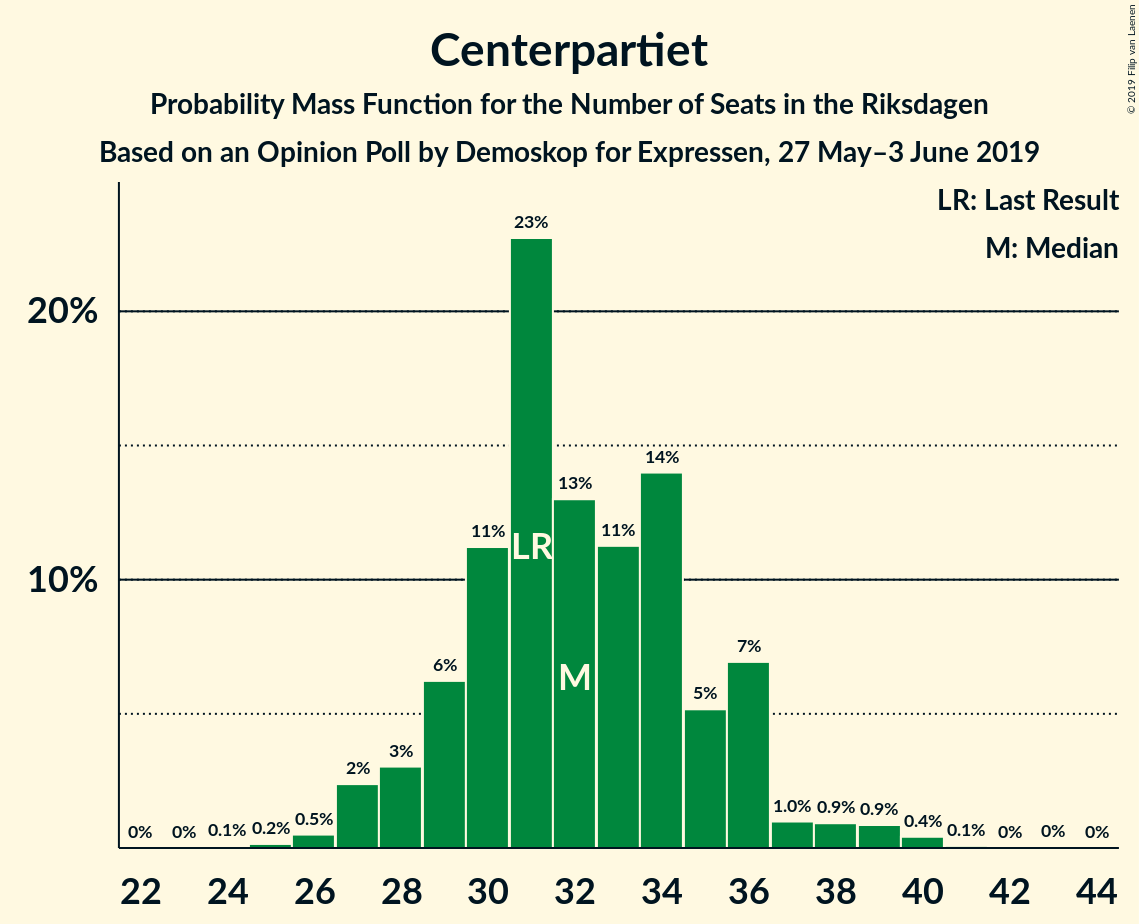 Centerpartiet
Probability Mass Function for the Number of Seats in the Riksdagen
Based on an Opinion Poll by Demoskop for Expressen, 27 May–3 June 2019
© 2019 Filip van Laenen
LR: Last Result
M: Median
20%
10%
0%
0%
0.1%
0.2%
0.5%
2%
3%
6%
11%
23%
13%
11%
14%
5%
7%
1.0%
0.9%
0.9%
0.4%
0.1%
0%
0%
0%
LR
M
22 24 26 28 30 32 34 36 38 40 42 44